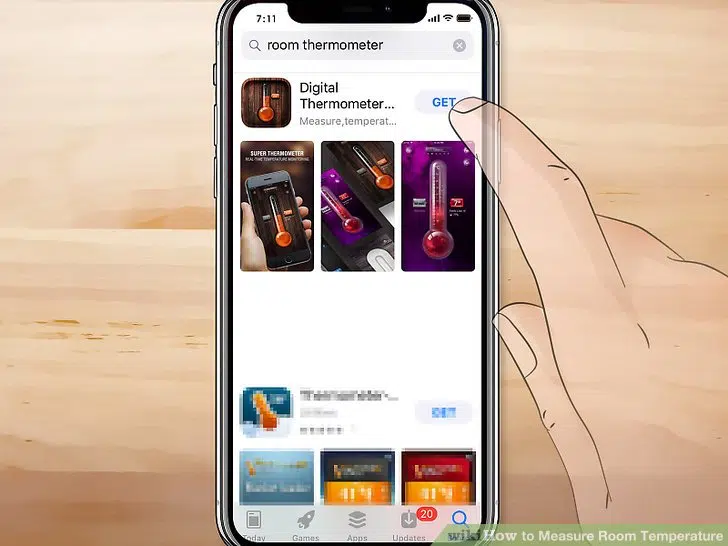 7:11
room thermometer
Digital
Thermometer...
GET
Measure,temperat...
SUPER THERMOMETER
REAL-TIME TEMPERATURE MONITORING
GET
Today
Games
Apps
Updates
20
wikiHow to Measure Room Temperature